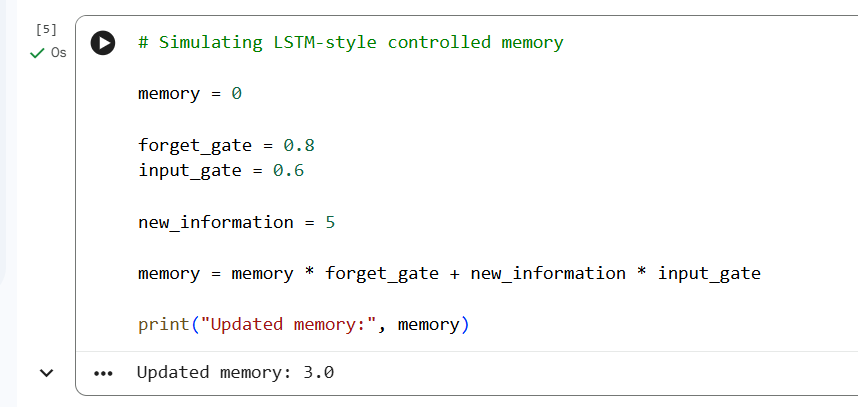 [5]
0s
# Simulating LSTM-style controlled memory
memory = 0
forget_gate = 0.8
input_gate = 0.6
new_information = 5
memory = memory * forget_gate + new_information * input_gate
print("Updated memory:", memory)
Updated memory: 3.0